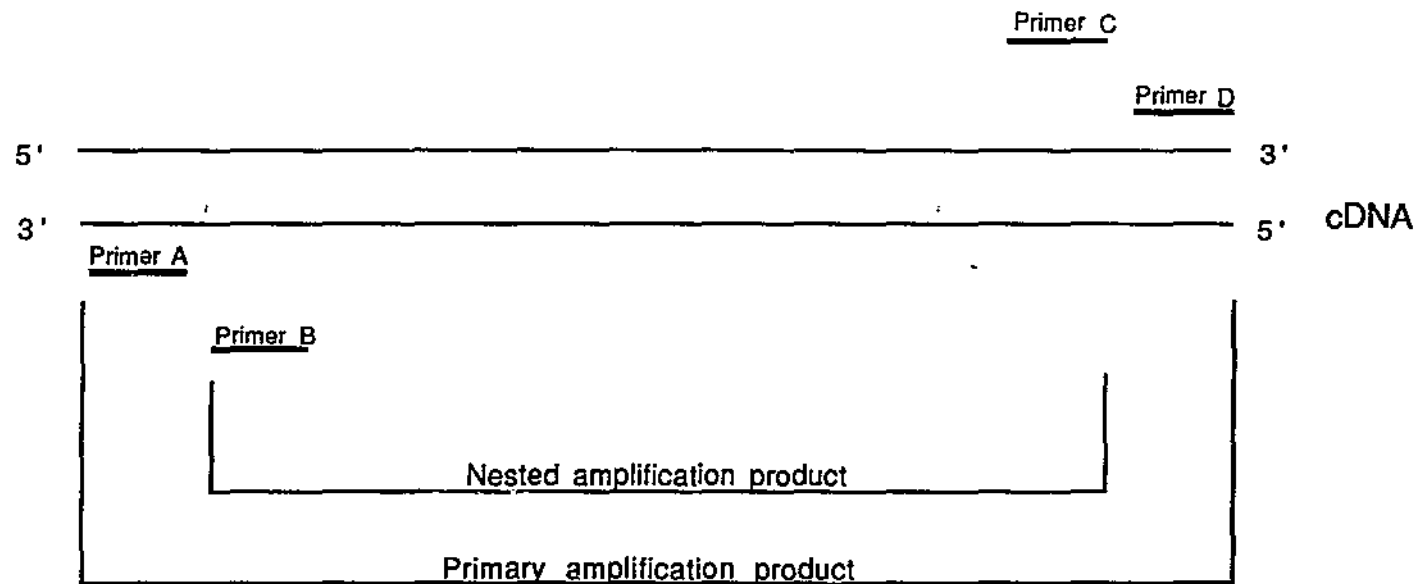 Primer C
Primer D
5' 3'
3' 5' cDNA
Primer A
Primer B
Nested amplification product
Primary amplification product